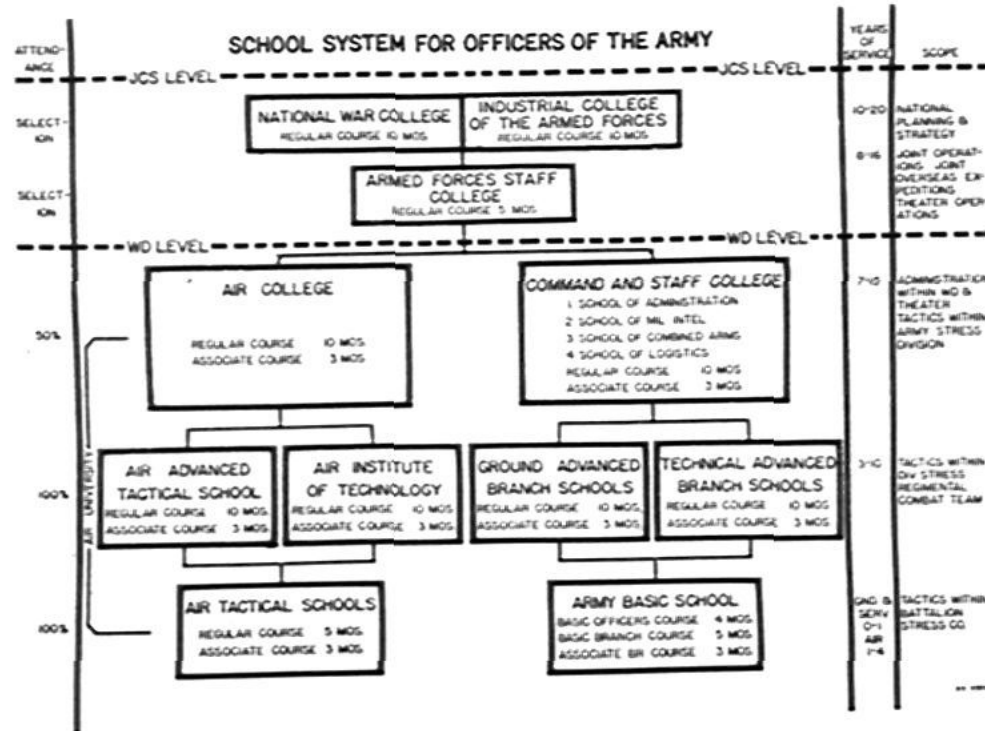 SCHOOL SYSTEM FOR OFFICERS OF THE ARMY
ATTEND-
ANCE
YEARS
OF
SERVICE
SCOPE
JCS LEVEL
JCS LEVEL
SELECT-
ION
NATIONAL WAR COLLEGE
REGULAR COURSE 10 MOS.
INDUSTRIAL COLLEGE
OF THE ARMED FORCES
REGULAR COURSE 10 MOS.
10-20
NATIONAL
PLANNING &
STRATEGY
SELECT-
ION
ARMED FORCES STAFF
COLLEGE
REGULAR COURSE 5 MOS.
8-16
JOINT OPERAT-
IONS JOINT
OVERSEAS EX-
PEDITIONS
THEATER OPER-
ATIONS
WD LEVEL
WD LEVEL
50%
AIR COLLEGE
REGULAR COURSE 10 MOS.
ASSOCIATE COURSE 3 MOS.
COMMAND AND STAFF COLLEGE
1 SCHOOL OF ADMINISTRATION
2 SCHOOL OF MIL INTEL
3 SCHOOL OF COMBINED ARMS
4 SCHOOL OF LOGISTICS
REGULAR COURSE 10 MOS.
ASSOCIATE COURSE 3 MOS.
ADMINISTRATION
WITHIN WD &
THEATER
TACTICS WITHIN
ARMY STRESS
DIVISION
AIR UNIVERSITY
100%
AIR ADVANCED
TACTICAL SCHOOL
REGULAR COURSE 10 MOS.
ASSOCIATE COURSE 3 MOS.
AIR INSTITUTE
OF TECHNOLOGY
REGULAR COURSE 10 MOS.
ASSOCIATE COURSE 3 MOS.
GROUND ADVANCED
BRANCH SCHOOLS
REGULAR COURSE 10 MOS.
ASSOCIATE COURSE 3 MOS.
TECHNICAL ADVANCED
BRANCH SCHOOLS
REGULAR COURSE 10 MOS.
ASSOCIATE COURSE 3 MOS.
TACTICS WITHIN
DIV STRESS
REGIMENTAL
COMBAT TEAM
100%
AIR TACTICAL SCHOOLS
REGULAR COURSE 5 MOS.
ASSOCIATE COURSE 3 MOS.
ARMY BASIC SCHOOL
BASIC OFFICERS COURSE 4 MOS.
BASIC BRANCH COURSE 5 MOS.
ASSOCIATE BR COURSE 3 MOS.
GND &
SERV
0-1
AIR
TACTICS WITHIN
BATTALION
STRESS CO.